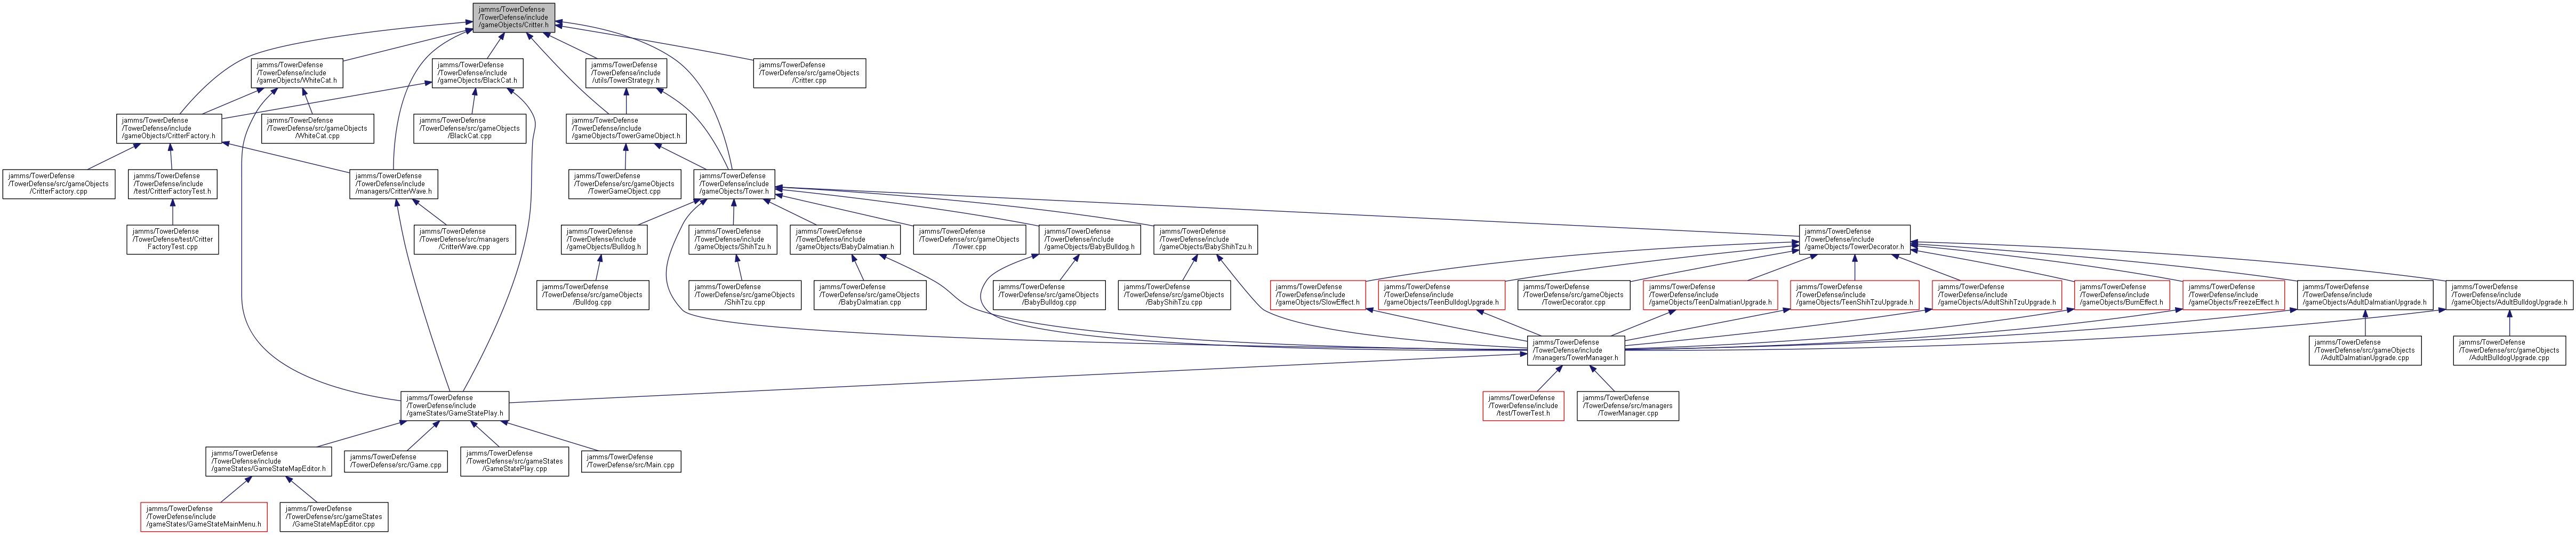 jamms/TowerDefense
/TowerDefense/include
/gameObjects/Critter.h
jamms/TowerDefense
/TowerDefense/include
/gameObjects/WhiteCat.h
jamms/TowerDefense
/TowerDefense/include
/gameObjects/BlackCat.h
jamms/TowerDefense
/TowerDefense/include
/utils/TowerStrategy.h
jamms/TowerDefense
/TowerDefense/src/gameObjects
/Critter.cpp
jamms/TowerDefense
/TowerDefense/include
/gameObjects/CritterFactory.h
jamms/TowerDefense
/TowerDefense/src/gameObjects
/WhiteCat.cpp
jamms/TowerDefense
/TowerDefense/src/gameObjects
/BlackCat.cpp
jamms/TowerDefense
/TowerDefense/include
/gameObjects/TowerGameObject.h
jamms/TowerDefense
/TowerDefense/src/gameObjects
/CritterFactory.cpp
jamms/TowerDefense
/TowerDefense/include
/test/CritterFactoryTest.h
jamms/TowerDefense
/TowerDefense/include
/managers/CritterWave.h
jamms/TowerDefense
/TowerDefense/src/gameObjects
/TowerGameObject.cpp
jamms/TowerDefense
/TowerDefense/include
/gameObjects/Tower.h
jamms/TowerDefense
/TowerDefense/test/Critter
FactoryTest.cpp
jamms/TowerDefense
/TowerDefense/src/managers
/CritterWave.cpp
jamms/TowerDefense
/TowerDefense/include
/gameObjects/Bulldog.h
jamms/TowerDefense
/TowerDefense/include
/gameObjects/ShihTzu.h
jamms/TowerDefense
/TowerDefense/include
/gameObjects/BabyDalmatian.h
jamms/TowerDefense
/TowerDefense/src/gameObjects
/Tower.cpp
jamms/TowerDefense
/TowerDefense/include
/gameObjects/BabyBulldog.h
jamms/TowerDefense
/TowerDefense/include
/gameObjects/BabyShihTzu.h
jamms/TowerDefense
/TowerDefense/include
/gameObjects/TowerDecorator.h
jamms/TowerDefense
/TowerDefense/src/gameObjects
/Bulldog.cpp
jamms/TowerDefense
/TowerDefense/src/gameObjects
/ShihTzu.cpp
jamms/TowerDefense
/TowerDefense/src/gameObjects
/BabyDalmatian.cpp
jamms/TowerDefense
/TowerDefense/src/gameObjects
/BabyBulldog.cpp
jamms/TowerDefense
/TowerDefense/src/gameObjects
/BabyShihTzu.cpp
jamms/TowerDefense
/TowerDefense/include
/gameObjects/SlowEffect.h
jamms/TowerDefense
/TowerDefense/include
/gameObjects/TeenBulldogUpgrade.h
jamms/TowerDefense
/TowerDefense/src/gameObjects
/TowerDecorator.cpp
jamms/TowerDefense
/TowerDefense/include
/gameObjects/TeenDalmatianUpgrade.h
jamms/TowerDefense
/TowerDefense/include
/gameObjects/TeenShihTzuUpgrade.h
jamms/TowerDefense
/TowerDefense/include
/gameObjects/AdultShihTzuUpgrade.h
jamms/TowerDefense
/TowerDefense/include
/gameObjects/BurnEffect.h
jamms/TowerDefense
/TowerDefense/include
/gameObjects/FreezeEffect.h
jamms/TowerDefense
/TowerDefense/include
/gameObjects/AdultDalmatianUpgrade.h
jamms/TowerDefense
/TowerDefense/include
/gameObjects/AdultBulldogUpgrade.h
jamms/TowerDefense
/TowerDefense/include
/managers/TowerManager.h
jamms/TowerDefense
/TowerDefense/src/gameObjects
/AdultDalmatianUpgrade.cpp
jamms/TowerDefense
/TowerDefense/src/gameObjects
/AdultBulldogUpgrade.cpp
jamms/TowerDefense
/TowerDefense/include
/gameStates/GameStatePlay.h
jamms/TowerDefense
/TowerDefense/include
/test/TowerTest.h
jamms/TowerDefense
/TowerDefense/src/managers
/TowerManager.cpp
jamms/TowerDefense
/TowerDefense/include
/gameStates/GameStateMapEditor.h
jamms/TowerDefense
/TowerDefense/src/Game.cpp
jamms/TowerDefense
/TowerDefense/src/gameStates
/GameStatePlay.cpp
jamms/TowerDefense
/TowerDefense/src/Main.cpp
jamms/TowerDefense
/TowerDefense/include
/gameStates/GameStateMainMenu.h
jamms/TowerDefense
/TowerDefense/src/gameStates
/GameStateMapEditor.cpp